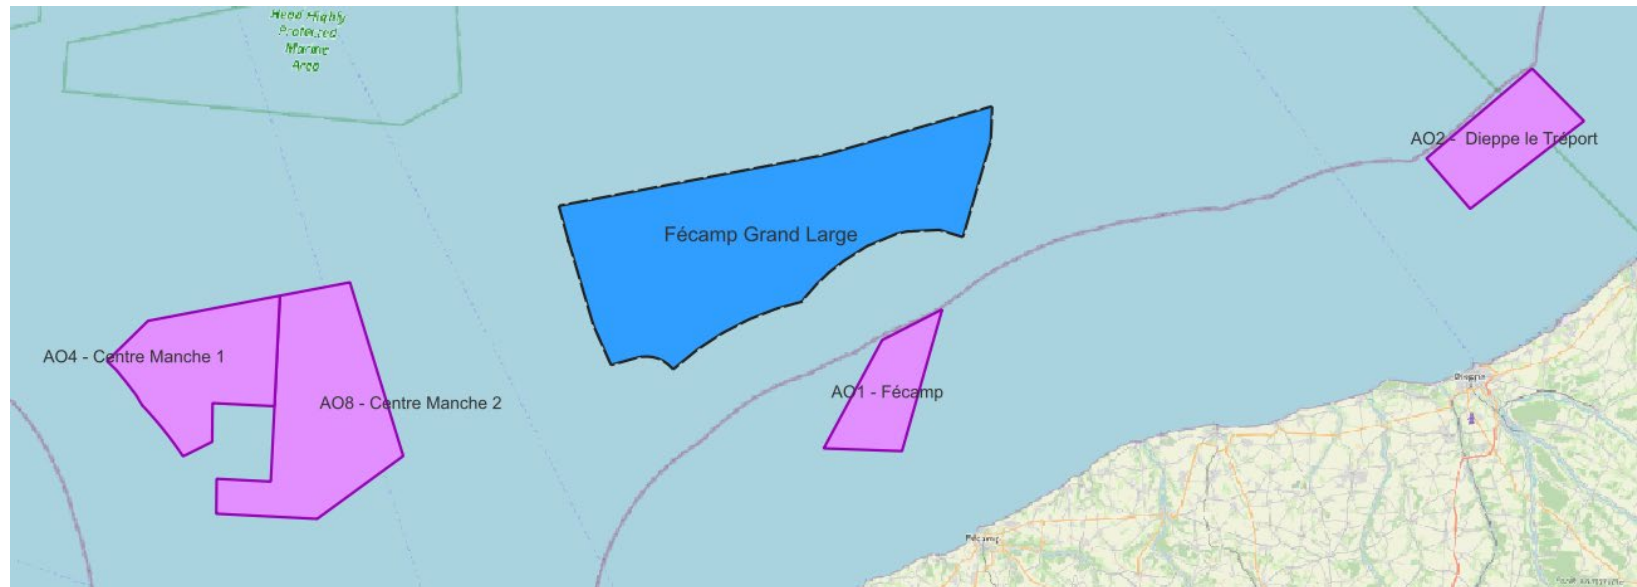 Head Highly
Protected
Marine
Area
AO2 - Dieppe le Tréport
Fécamp Grand Large
AO4 - Centre Manche 1
AO8 - Centre Manche 2
AO1 - Fécamp
Dieppe
Fécamp